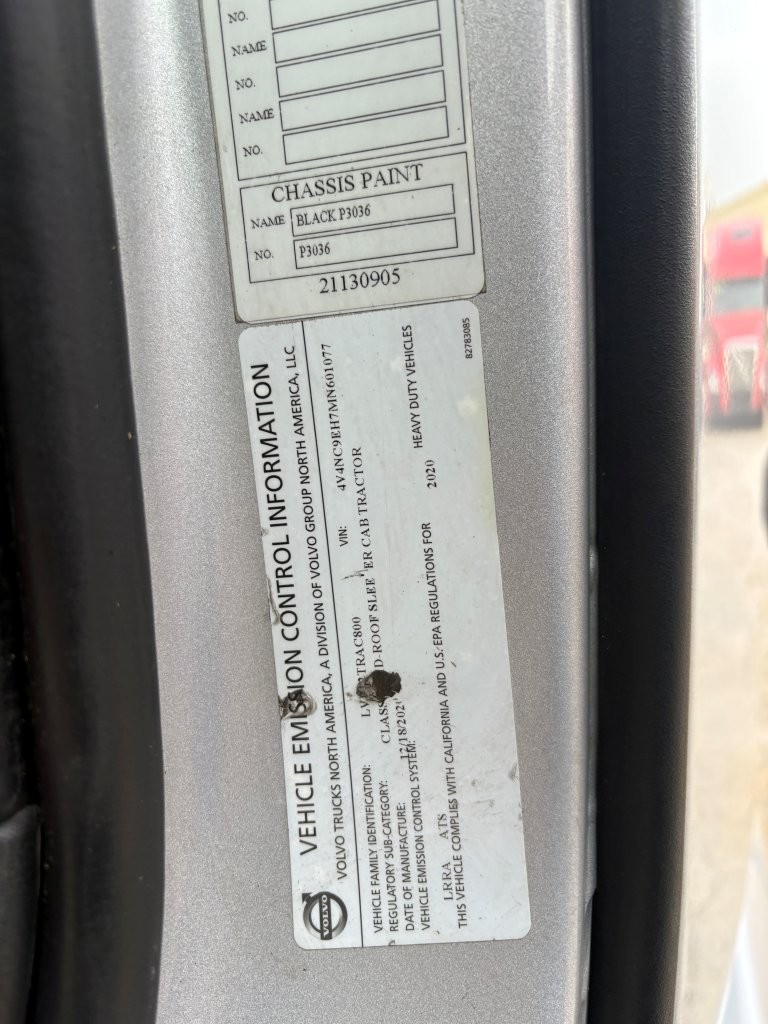 NO.
NAME
NO.
NAME
NO.
CHASSIS PAINT
NAME BLACK P3036
NO. P3036
21130905
VEHICLE EMISSION CONTROL INFORMATION
VOLVO TRUCKS NORTH AMERICA, A DIVISION OF VOLVO GROUP NORTH AMERICA, LLC
VOLVO
VEHICLE FAMILY IDENTIFICATION: VIN: 4V4NC9EH7MN601077
REGULATORY SUB-CATEGORY: CAB TRACTOR
DATE OF MANUFACTURE:
VEHICLE EMISSION CONTROL SYSTEM:
LRRA ATS
THIS VEHICLE COMPLIES WITH CALIFORNIA AND U.S. EPA REGULATIONS FOR 2020 HEAVY DUTY VEHICLES
82783085